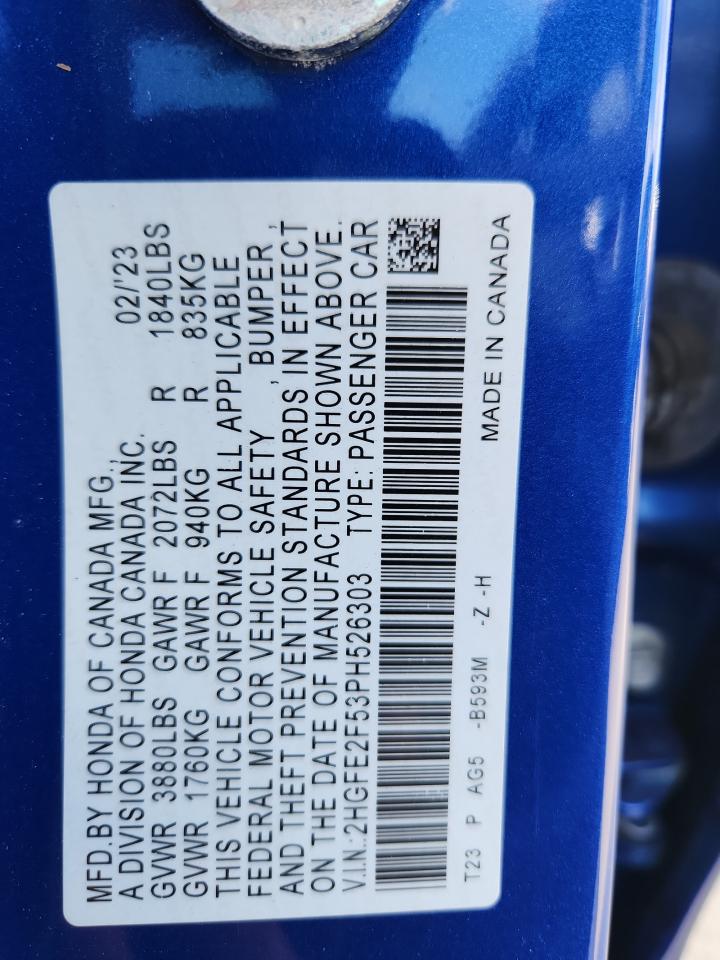 MFD.BY HONDA OF CANADA MFG.,
A DIVISION OF HONDA CANADA INC. 02/'23
GVWR 3880LBS GAWR F 2072LBS R 1840LBS
GVWR 1760KG GAWR F 940KG R 835KG
THIS VEHICLE CONFORMS TO ALL APPLICABLE
FEDERAL MOTOR VEHICLE SAFETY , BUMPER ,
AND THEFT PREVENTION STANDARDS IN EFFECT
ON THE DATE OF MANUFACTURE SHOWN ABOVE.
V.I.N.:2HGFE2F53PH526303 TYPE: PASSENGER CAR
T23 P AG5 -B593M -Z -H MADE IN CANADA